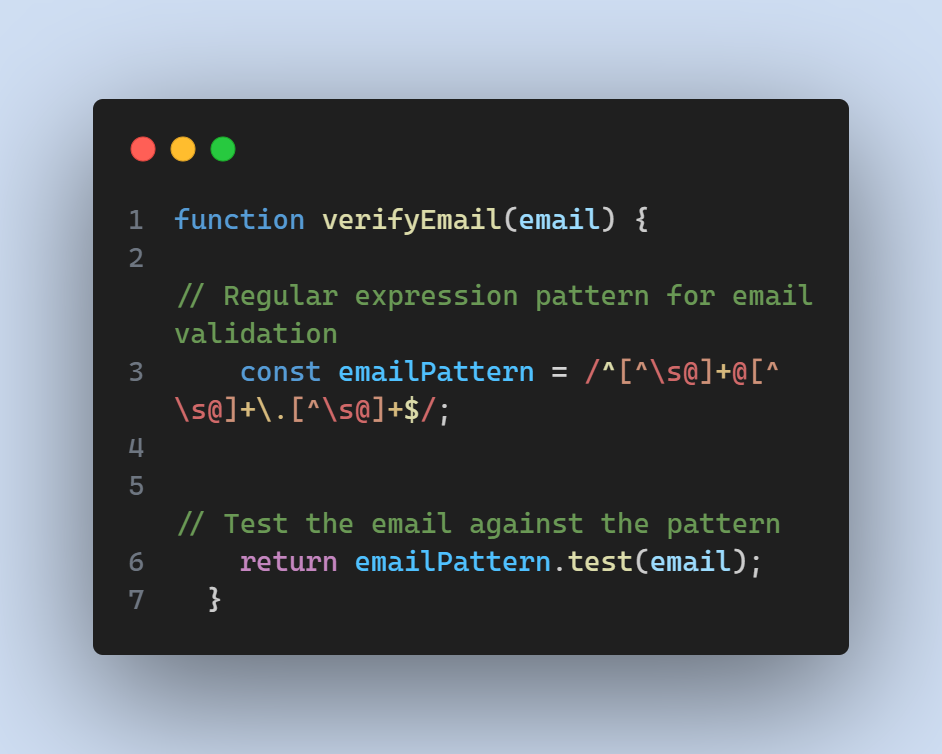 1 function verifyEmail(email) {
2
// Regular expression pattern for email
validation
3 const emailPattern = /^[^\s@]+@[^
\s@]+\.[^\s@]+$/;
4
5
// Test the email against the pattern
6 return emailPattern.test(email);
7 }